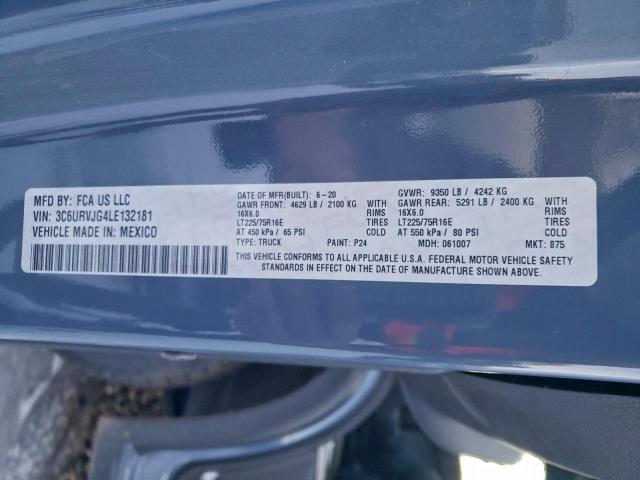 MFD BY: FCA US LLC
VIN: 3C6URVJG4LE132181
VEHICLE MADE IN: MEXICO
DATE OF MFR(BUILT): 6-20 GVWR: 9350 LB / 4242 KG
GAWR FRONT: 4629 LB / 2100 KG WITH GAWR REAR: 5291 LB / 2400 KG WITH
16X6.0 RIMS 16X6.0 RIMS
LT225/75R16E TIRES LT225/75R16E TIRES
AT 450 kPa / 65 PSI COLD AT 550 kPa / 80 PSI COLD
TYPE: TRUCK PAINT: P24 MDH: 061007 MKT: 875
THIS VEHICLE CONFORMS TO ALL APPLICABLE U.S.A. FEDERAL MOTOR VEHICLE SAFETY
STANDARDS IN EFFECT ON THE DATE OF MANUFACTURE SHOWN ABOVE.